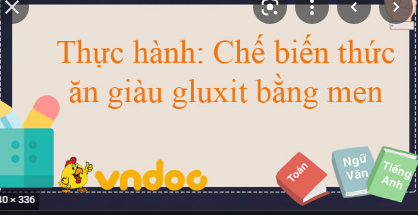 Thực hành: Chế biến thức
ăn giàu gluxit bằng men
vndoc
Toán
Ngữ
Văn
Tiếng
Anh
40 × 336